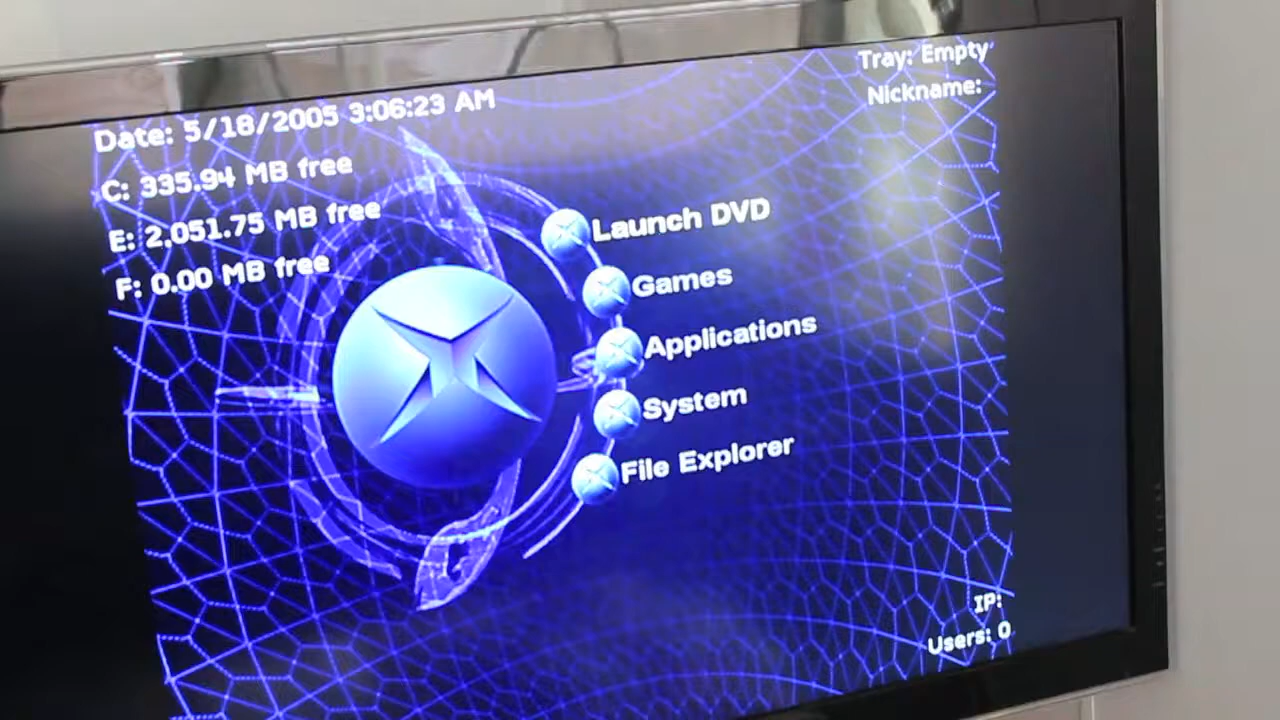 Date: 5/18/2005 3:06:23 AM
C: 335.94 MB free
E: 2,051.75 MB free
F: 0.00 MB free
Tray: Empty
Nickname:
Launch DVD
Games
Applications
System
File Explorer
IP:
Users: 0